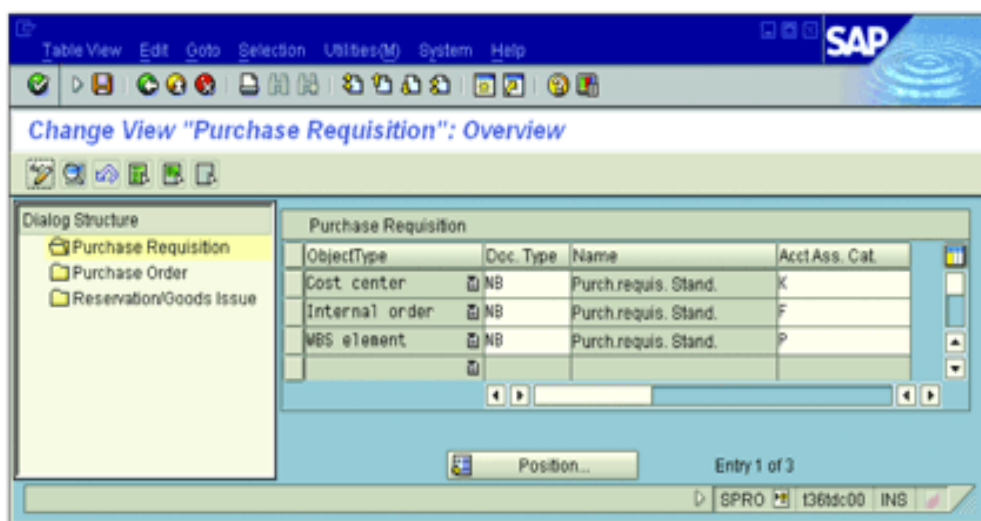 Table View Edit Goto Selection Utilities(M) System Help
SAP
Change View "Purchase Requisition": Overview
Dialog Structure
Purchase Requisition
Purchase Order
Reservation/Goods Issue
Purchase Requisition
ObjectType Doc. Type Name Acct Ass. Cat.
Cost center NB Purch.requis. Stand. K
Internal order NB Purch.requis. Stand. F
WBS element NB Purch.requis. Stand. P
Position... Entry 1 of 3
SPRO t36tdc00 INS